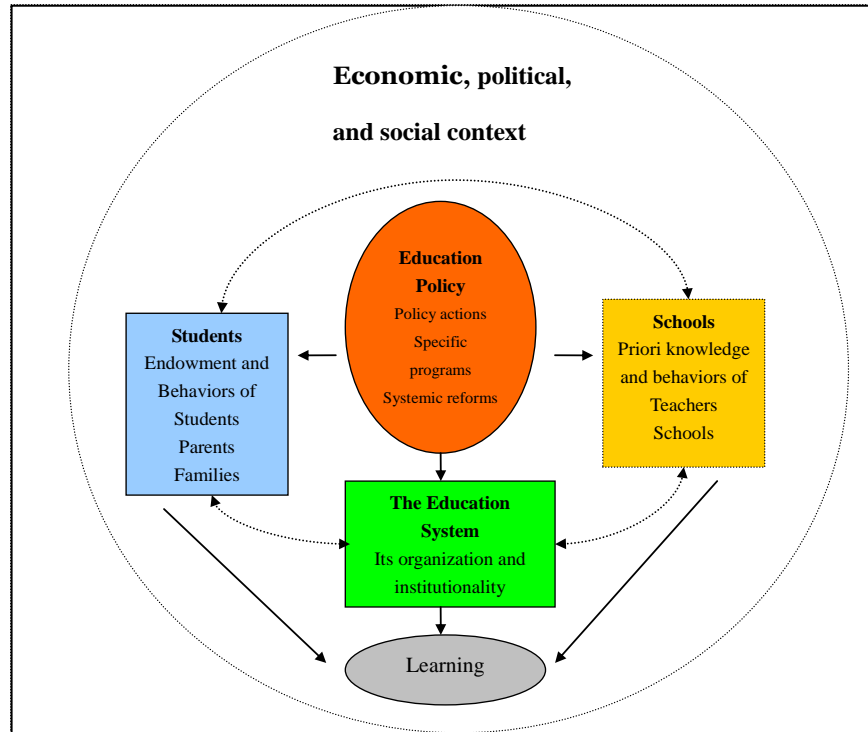 Economic, political,
and social context
Education
Policy
Policy actions
Specific
programs
Systemic reforms
Students
Endowment and
Behaviors of
Students
Parents
Families
Schools
Priori knowledge
and behaviors of
Teachers
Schools
The Education
System
Its organization and
institutionality
Learning